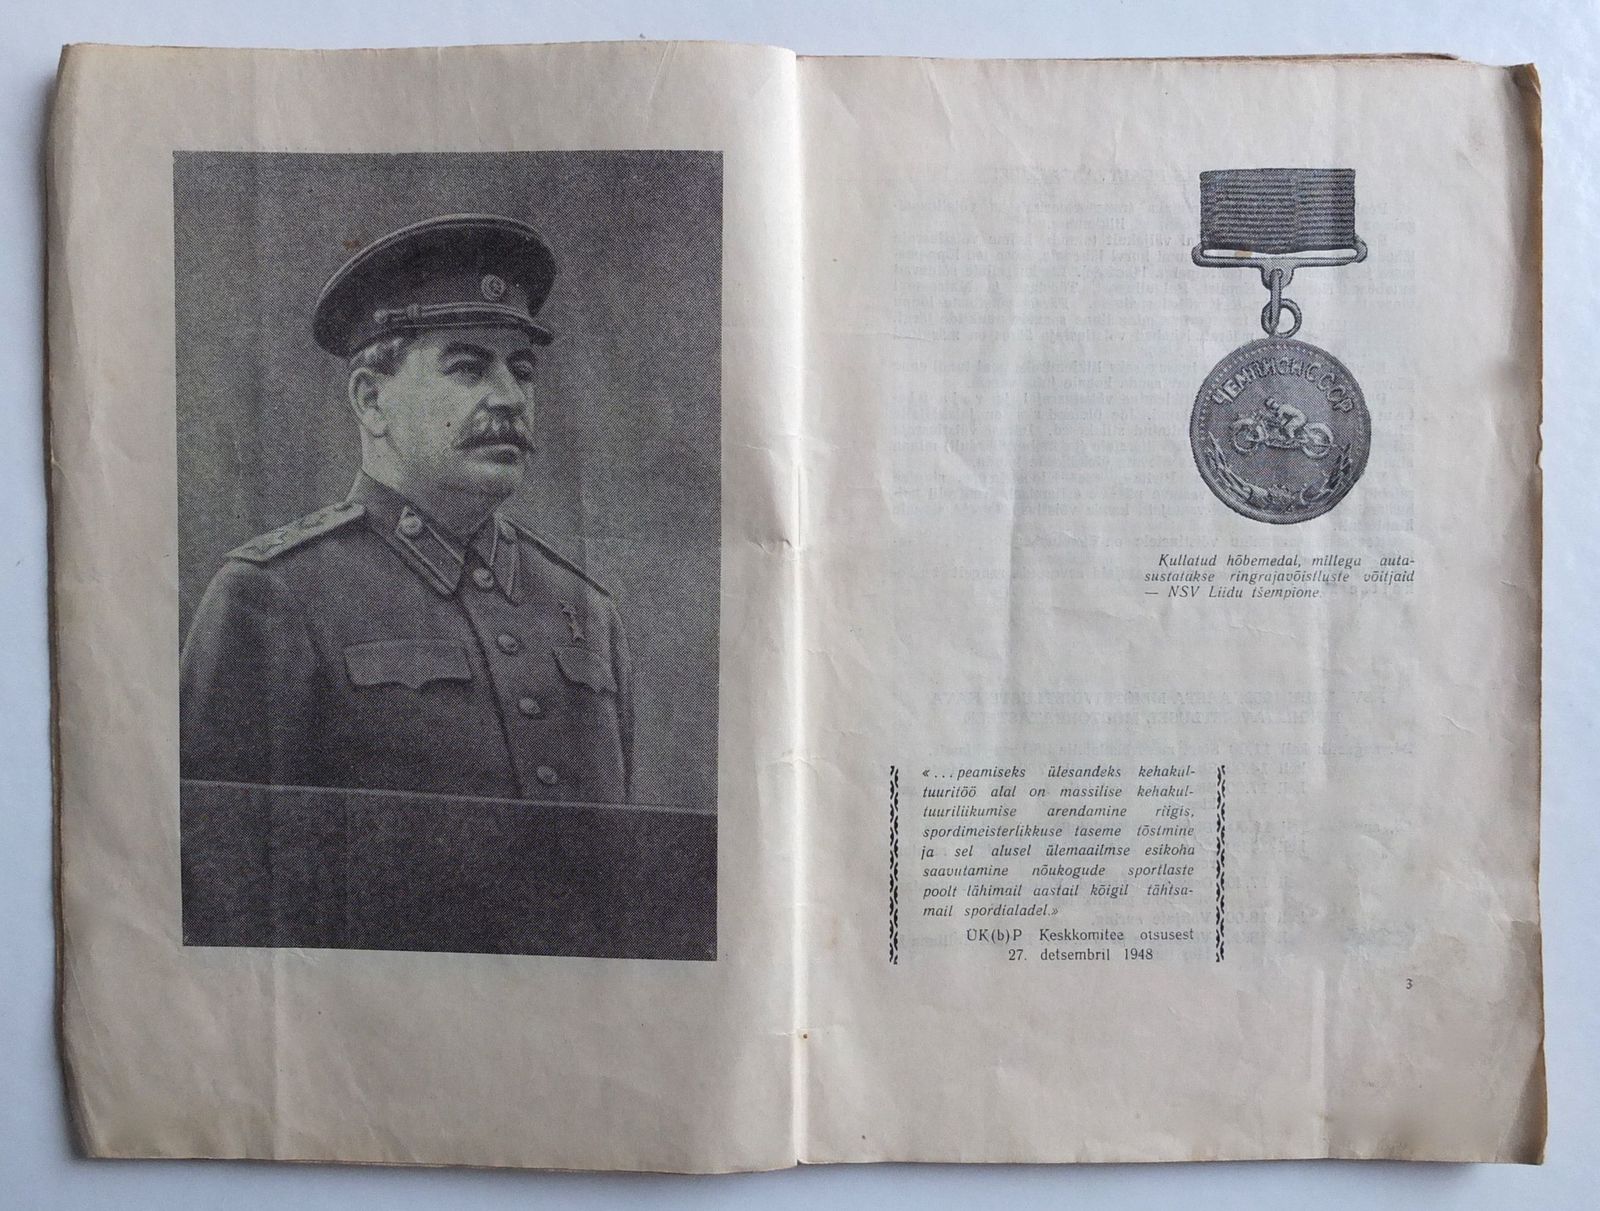 ЧЕМПИОН СССР
Kullatud hõbemedal, millega auta-
sustatakse ringrajavõistluste võitjaid
— NSV Liidu tšempione.
«...peamiseks ülesandeks kehakul-
tuuritöö alal on massilise kehakul-
tuuriliikumise arendamine riigis,
spordimeisterlikkuse taseme tõstmine
ja sel alusel ülemaailmse esikoha
saavutamine nõukogude sportlaste
poolt lähimail aastail kõigil tähtsa-
mail spordialadel.»
ÜK(b)P Keskkomitee otsusest
27. detsembril 1948
3